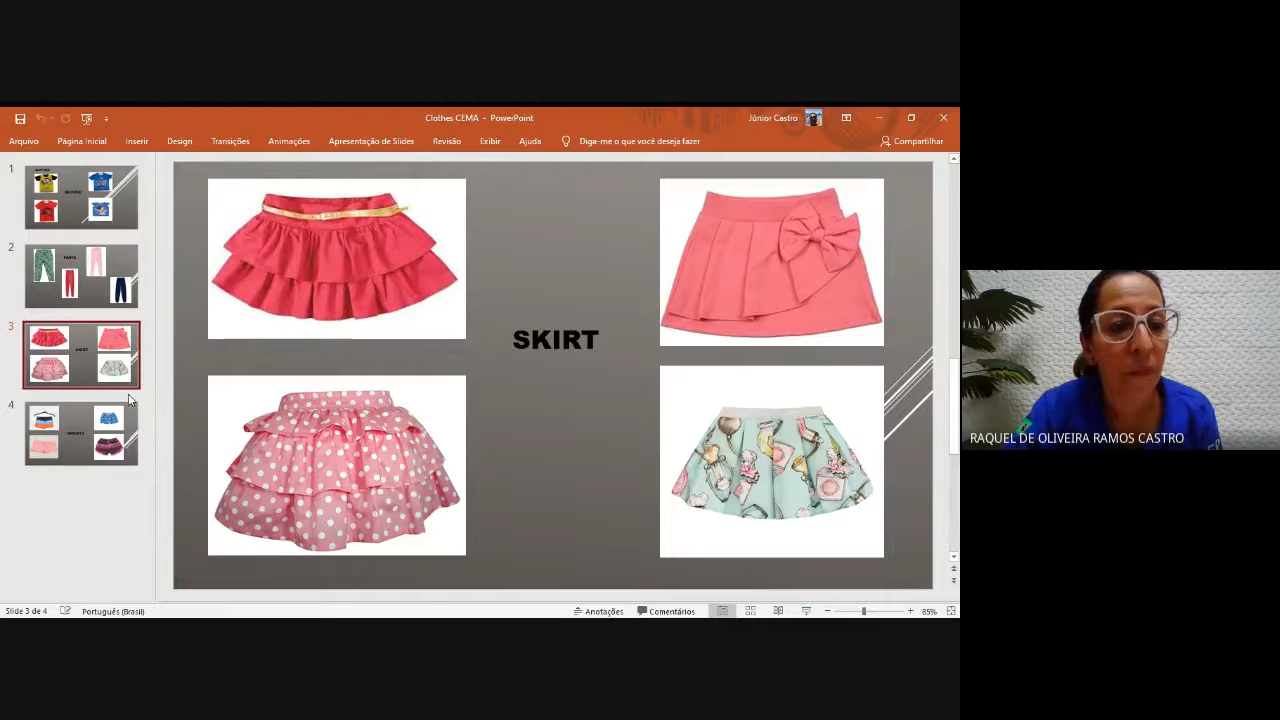 Clothes CEMA - PowerPoint
Júnior Castro
Arquivo
Página Inicial
Inserir
Design
Transições
Animações
Apresentação de Slides
Revisão
Exibir
Ajuda
Diga-me o que você deseja fazer
Compartilhar
1
2
3
4
SKIRT
RAQUEL DE OLIVEIRA RAMOS CASTRO
Slide 3 de 4
Português (Brasil)
Anotações
Comentários
85%